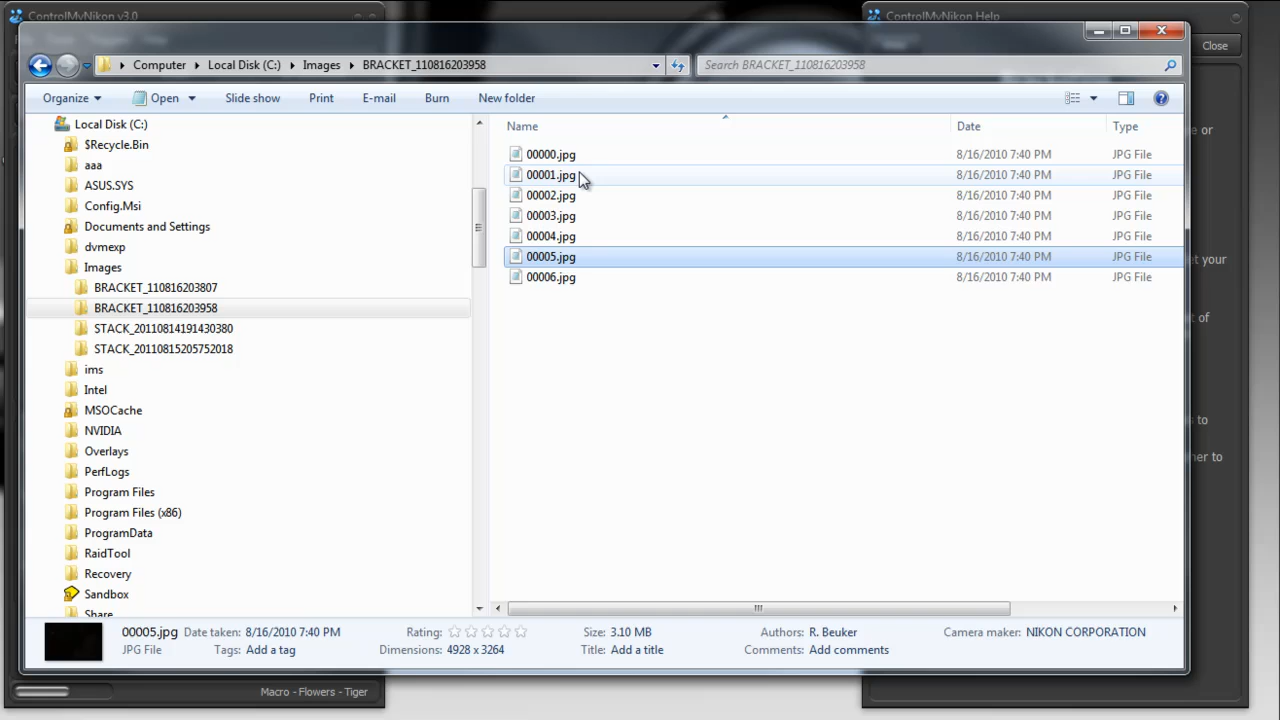 ControlMyNikon v3.0
ControlMyNikon Help
Close
Computer Local Disk (C:) Images BRACKET_110816203958
Search BRACKET_110816203958
Organize Open Slide show Print E-mail Burn New folder
Local Disk (C:)
$Recycle.Bin
aaa
ASUS.SYS
Config.Msi
Documents and Settings
dvmexp
Images
BRACKET_110816203807
BRACKET_110816203958
STACK_20110814191430380
STACK_20110815205752018
ims
Intel
MSOCache
NVIDIA
Overlays
PerfLogs
Program Files
Program Files (x86)
ProgramData
RaidTool
Recovery
Sandbox
Share
Name Date Type
00000.jpg 8/16/2010 7:40 PM JPG File
00001.jpg 8/16/2010 7:40 PM JPG File
00002.jpg 8/16/2010 7:40 PM JPG File
00003.jpg 8/16/2010 7:40 PM JPG File
00004.jpg 8/16/2010 7:40 PM JPG File
00005.jpg 8/16/2010 7:40 PM JPG File
00006.jpg 8/16/2010 7:40 PM JPG File
e or
et your
of
s to
her to
00005.jpg Date taken: 8/16/2010 7:40 PM Rating: Size: 3.10 MB Authors: R. Beuker Camera maker: NIKON CORPORATION
JPG File Tags: Add a tag Dimensions: 4928 x 3264 Title: Add a title Comments: Add comments
Macro - Flowers - Tiger